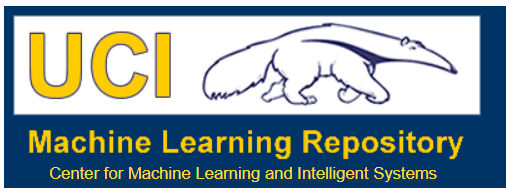 UCI
Machine Learning Repository
Center for Machine Learning and Intelligent Systems